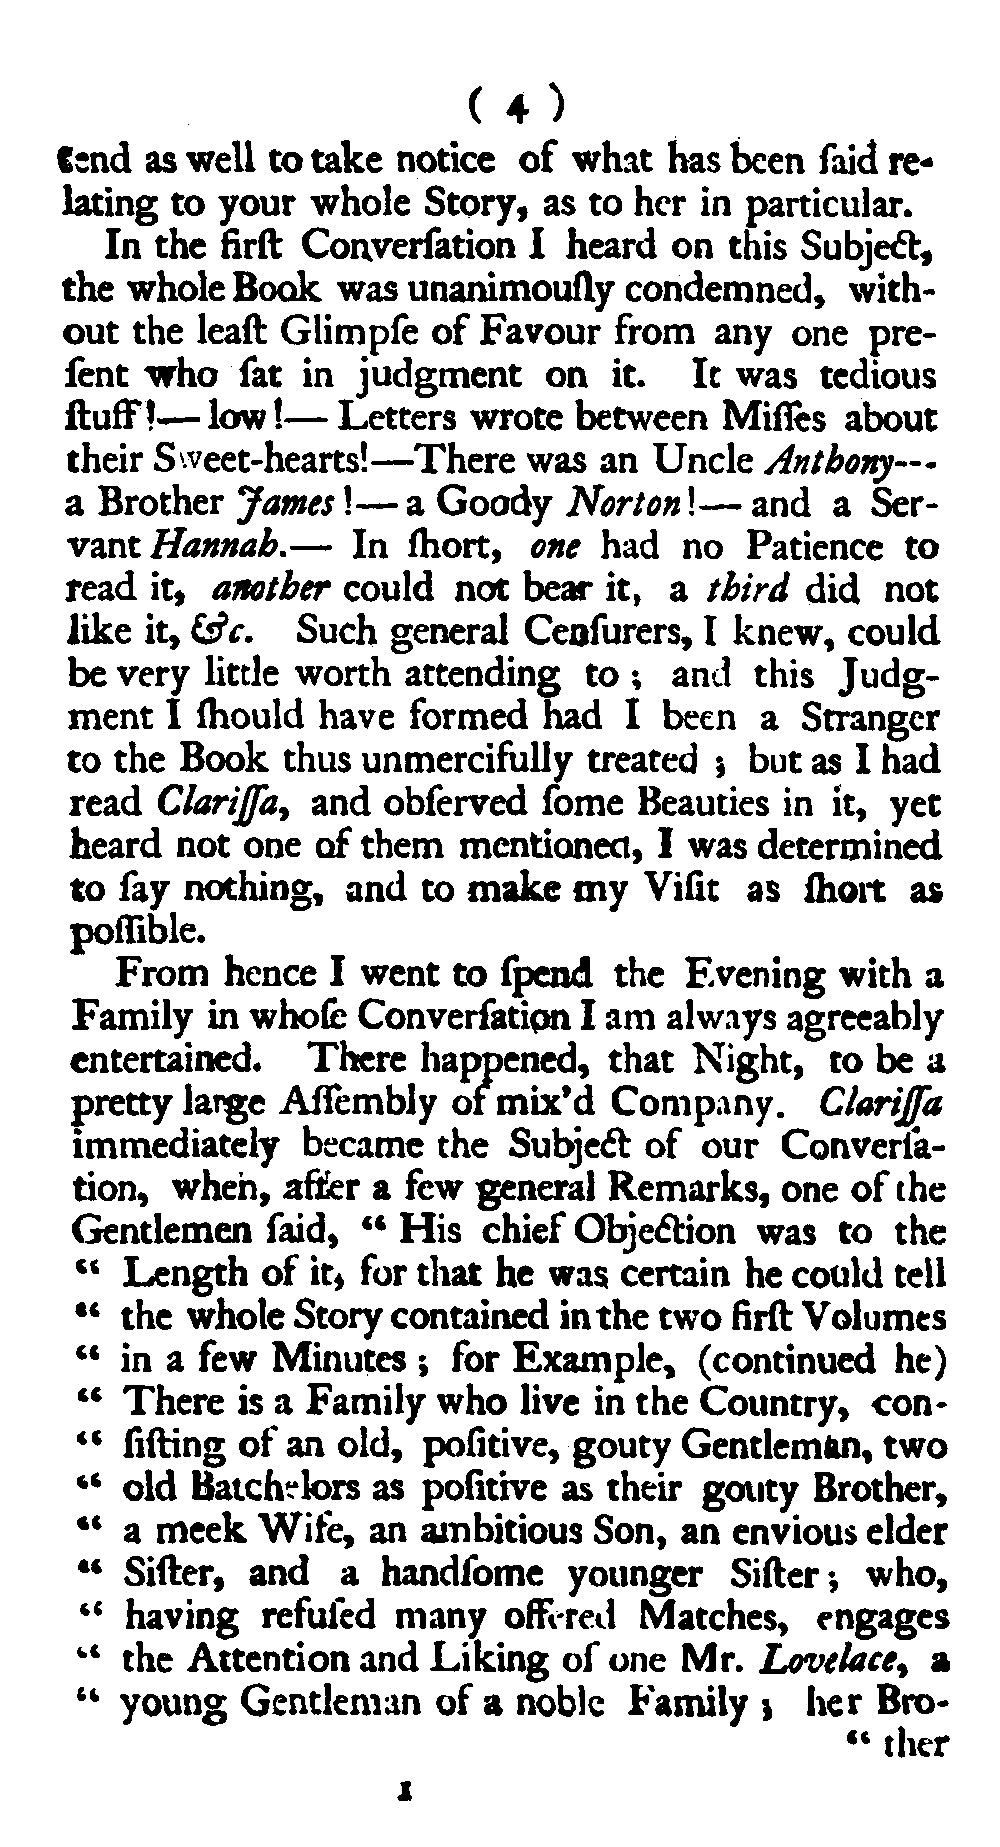 ( 4 )
tend as well to take notice of what has been ſaid re-
lating to your whole Story, as to her in particular.
In the firſt Converſation I heard on this Subject,
the whole Book was unanimouſly condemned, with-
out the leaſt Glimpſe of Favour from any one pre-
ſent who ſat in judgment on it. It was tedious
ſtuff!— low!— Letters wrote between Miſſes about
their Sweet-hearts!—There was an Uncle Anthony---
a Brother James!— a Goody Norton!— and a Ser-
vant Hannah.— In ſhort, one had no Patience to
read it, another could not bear it, a third did not
like it, &c. Such general Cenſurers, I knew, could
be very little worth attending to; and this Judg-
ment I ſhould have formed had I been a Stranger
to the Book thus unmercifully treated; but as I had
read Clariſſa, and obſerved ſome Beauties in it, yet
heard not one of them mentioned, I was determined
to ſay nothing, and to make my Viſit as ſhort as
poſſible.
From hence I went to ſpend the Evening with a
Family in whoſe Converſation I am always agreeably
entertained. There happened, that Night, to be a
pretty large Aſſembly of mix'd Company. Clariſſa
immediately became the Subject of our Converſa-
tion, when, after a few general Remarks, one of the
Gentlemen ſaid, “ His chief Objection was to the
“ Length of it, for that he was certain he could tell
“ the whole Story contained in the two firſt Volumes
“ in a few Minutes; for Example, (continued he)
“ There is a Family who live in the Country, con-
“ ſiſting of an old, poſitive, gouty Gentleman, two
“ old Batchelors as poſitive as their gouty Brother,
“ a meek Wife, an ambitious Son, an envious elder
“ Siſter, and a handſome younger Siſter; who,
“ having refuſed many offered Matches, engages
“ the Attention and Liking of one Mr. Lovelace, a
“ young Gentleman of a noble Family; her Bro-
“ ther
1